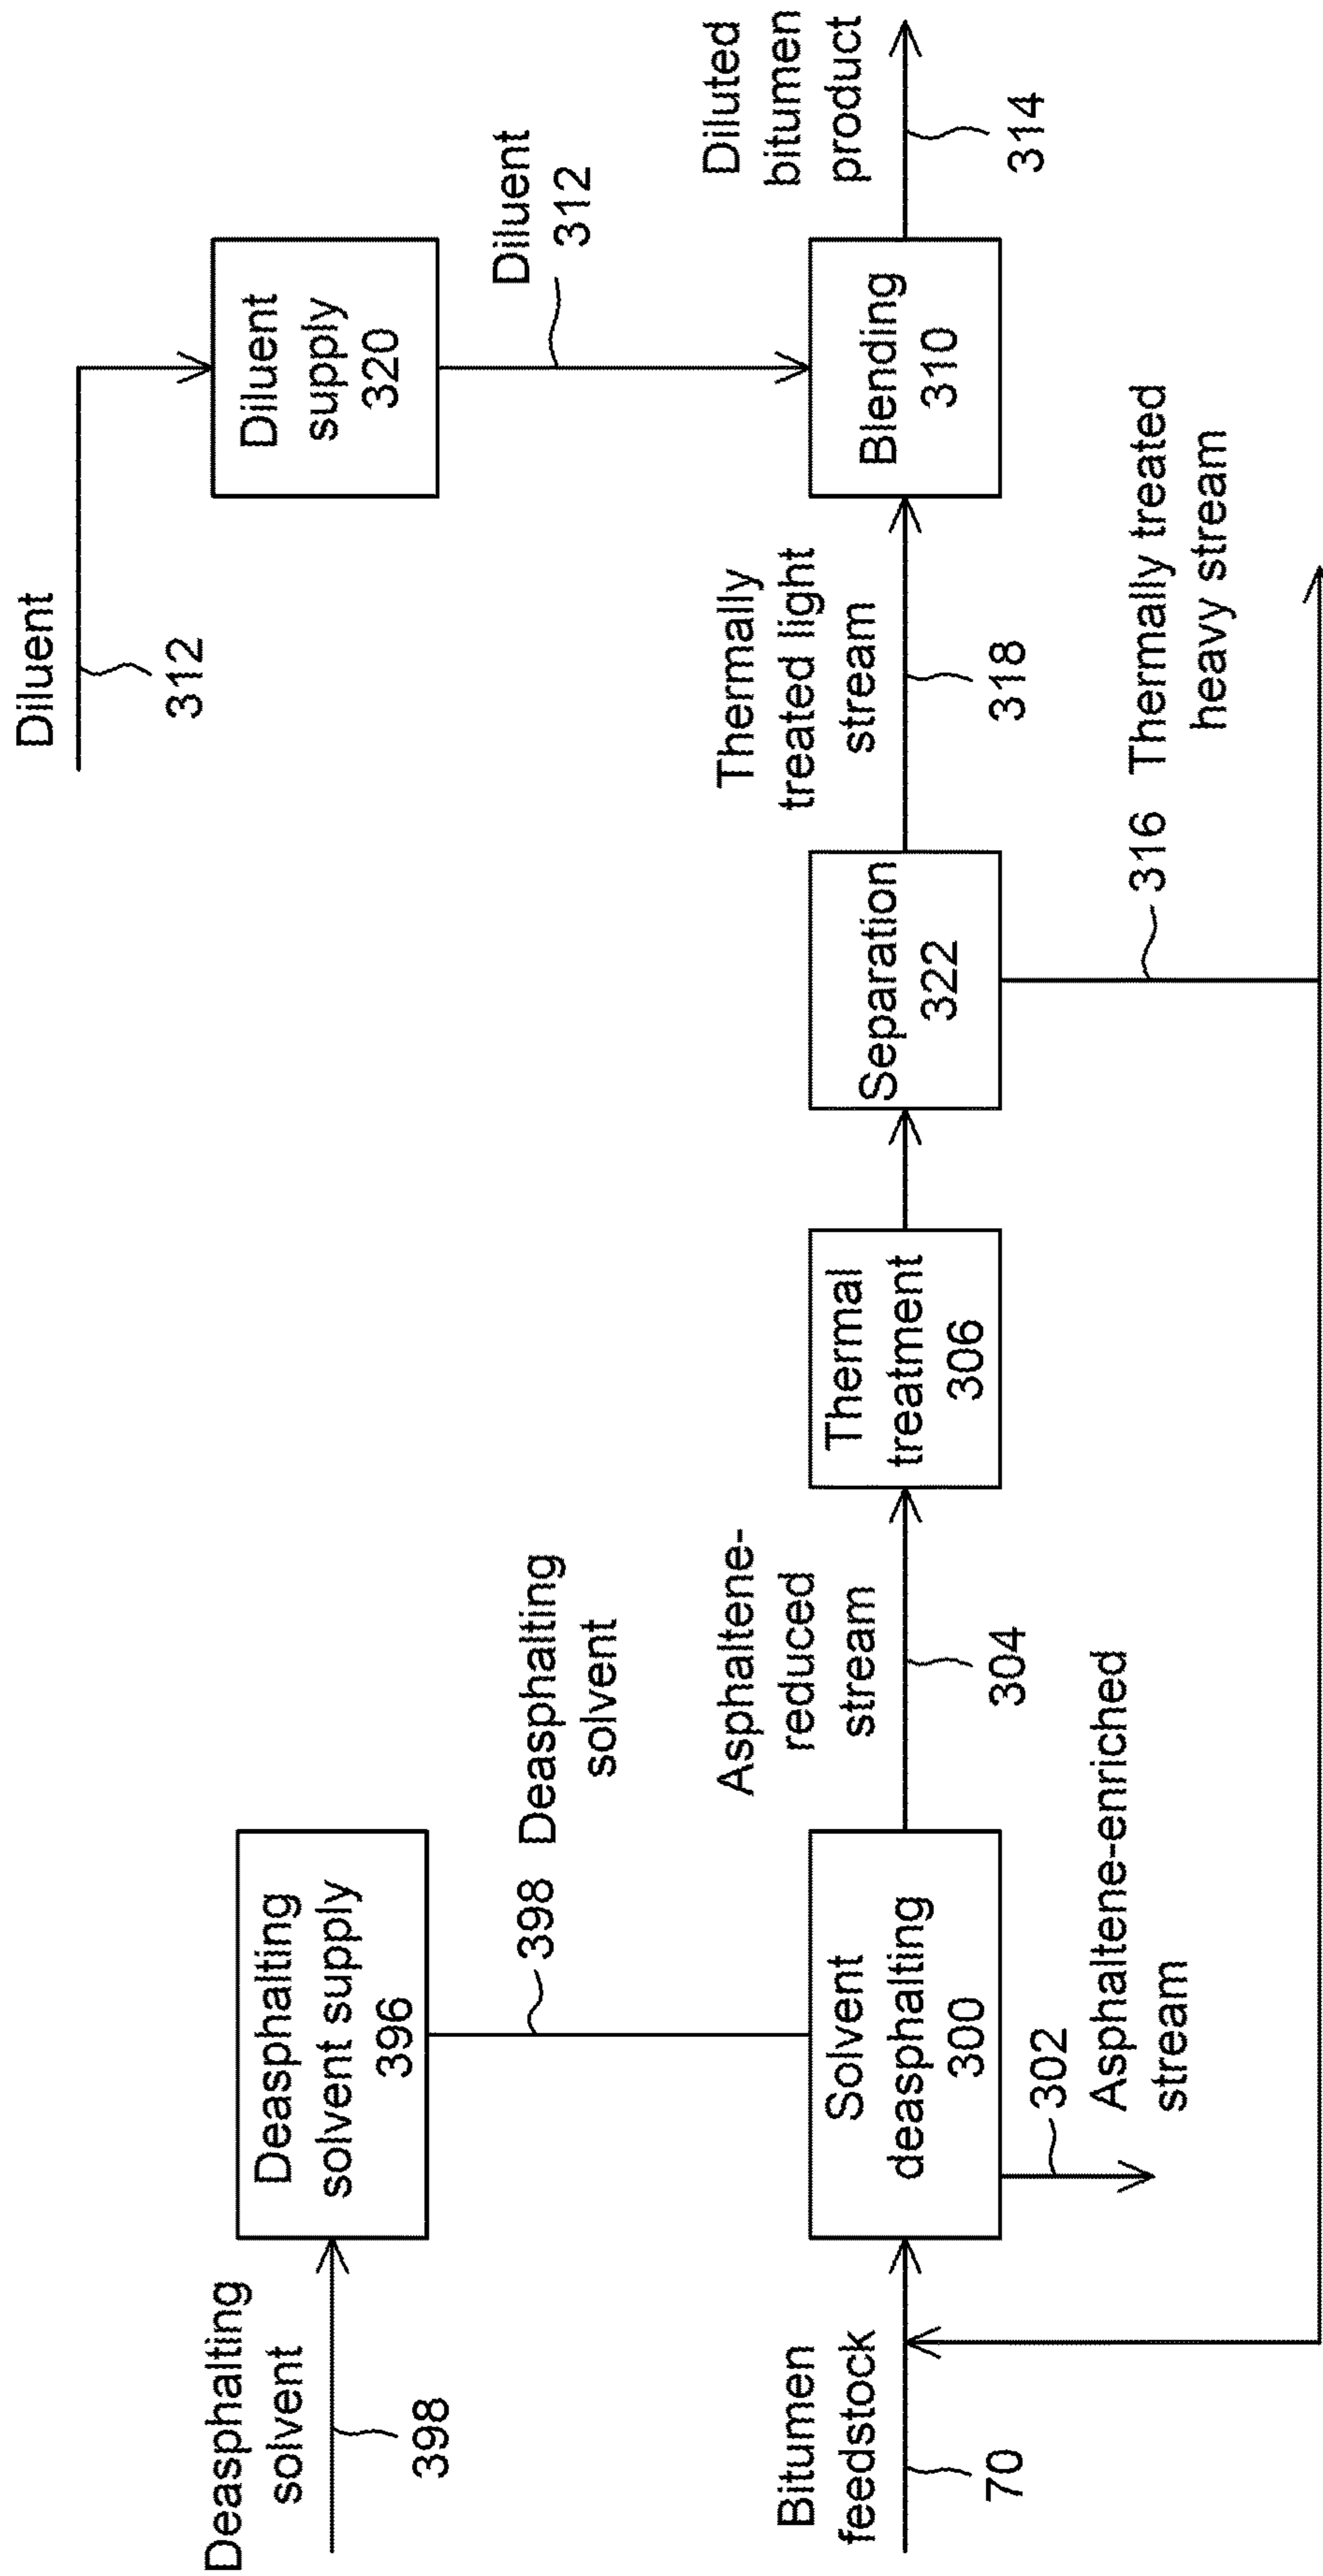 Deasphalting
solvent
398
Deasphalting
solvent supply
396
398 Deasphalting
solvent
Diluent
312
Diluent
supply
320
Diluent
312
Bitumen
feedstock
70
Solvent
deasphalting
300
302
Asphaltene-enriched
stream
Asphaltene-
reduced
stream
304
Thermal
treatment
306
Separation
322
Thermally
treated light
stream
318
316 Thermally treated
heavy stream
Blending
310
Diluted
bitumen
product
314